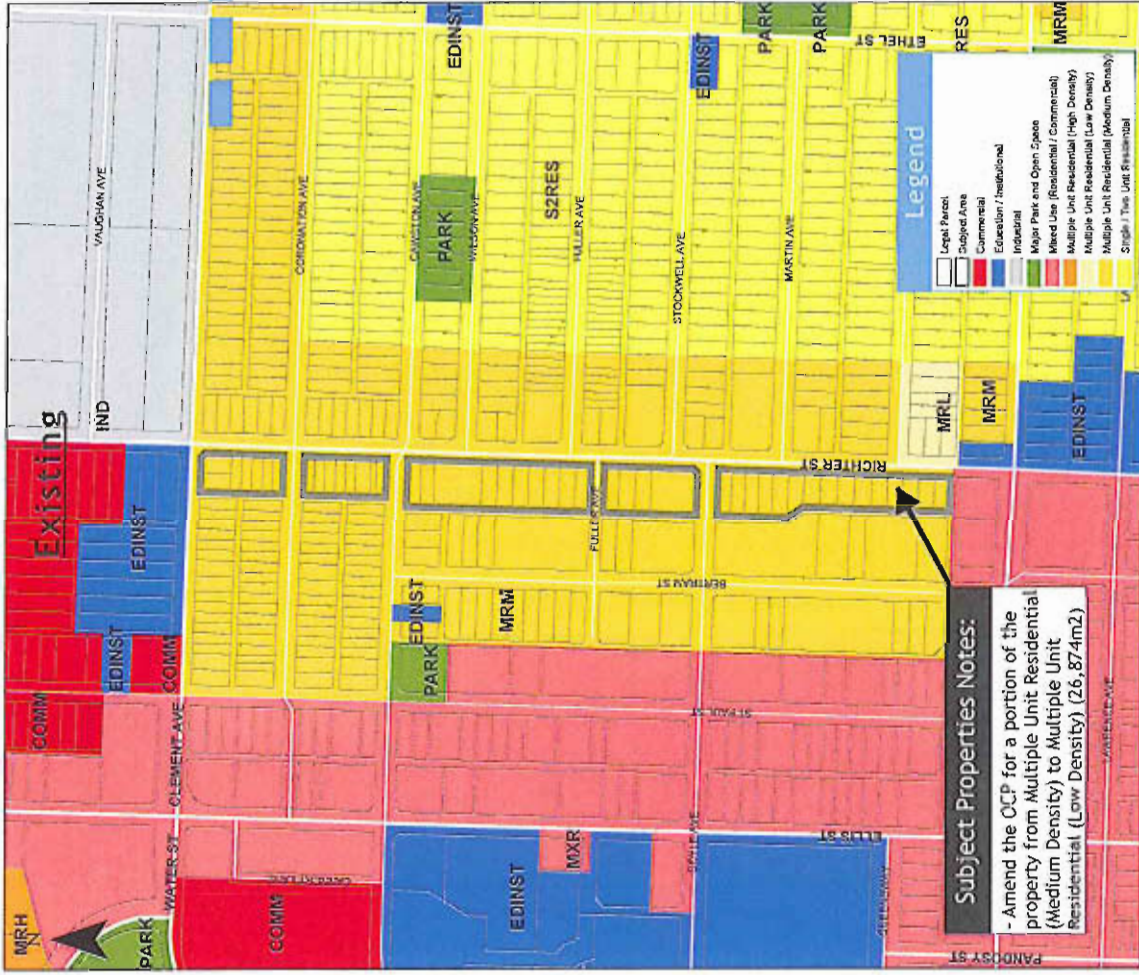 Existing
MRH
N
PARK
WATER ST
COMM
CLEMENT AVE
COMM
EDINST
COMM
EDINST
IND
VAUGHAN AVE
CORONATION AVE
CAWSTON AVE
PARK
WILSON AVE
EDINST
S2RES
FULLER AVE
STOCKWELL AVE
EDINST
MARTIN AVE
PARK
PARK
ETHEL ST
RES
MRM
EDINST
MXR
DOYLE AVE
ELLIS ST
ST PAUL ST
PARK
EDINST
MRM
BERTRAM ST
FULLER AVE
RICHTER ST
MRL
MRM
EDINST
LAWRENCE AVE
PANDOSY ST
Subject Properties Notes:
- Amend the OCP for a portion of the
property from Multiple Unit Residential
(Medium Density) to Multiple Unit
Residential (Low Density) (26,874m2)
Legend
Legal Parcel
Subject Area
Commercial
Education / Institutional
Industrial
Major Park and Open Space
Mixed Use (Residential / Commercial)
Multiple Unit Residential (High Density)
Multiple Unit Residential (Low Density)
Multiple Unit Residential (Medium Density)
Single / Two Unit Residential